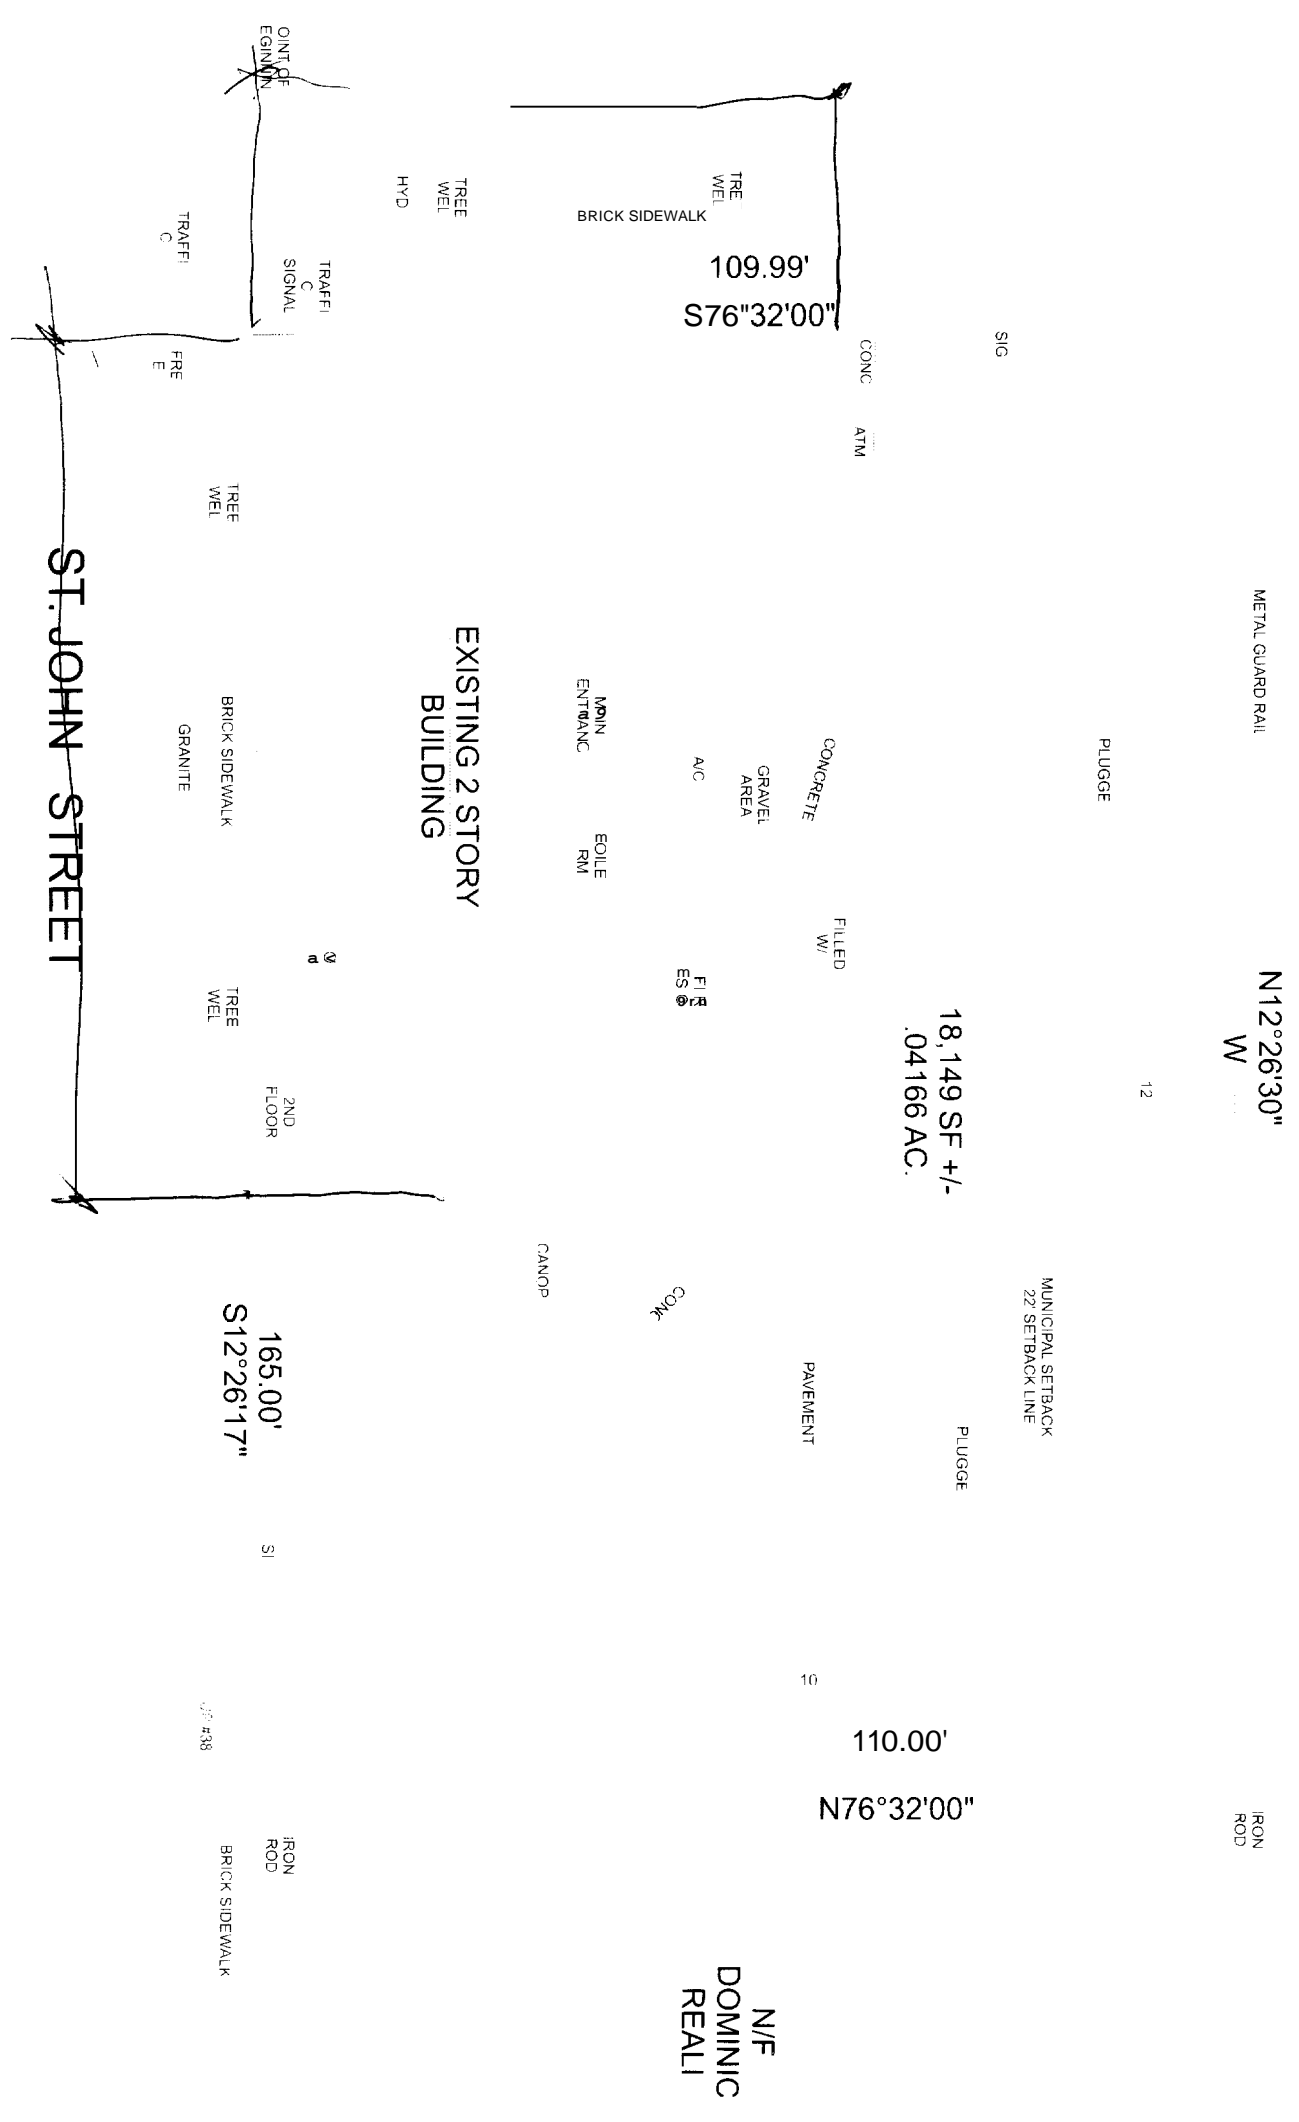 OINT OF
EGINNIN
TREE
WEL
HYD
TRE
WEL
BRICK SIDEWALK
TRAFFI
C
TRAFFI
C
SIGNAL
109.99'
S76"32'00"
SIG
CONC
FRE
E
ATM
TREE
WEL
METAL GUARD RAIL
ST. JOHN STREET
EXISTING 2 STORY
BUILDING
MAIN
BRICK SIDEWALK
GRANITE
A/C
GRAVEL
AREA
CONCRETE
PLUGGE
EOILE
RM
FILLED
W/
a
ES
TREE
WEL
N12°26'30"
W
18,149 SF +/-
.04166 AC.
12
2ND
FLOOR
CANOP
CONC
MUNICIPAL SETBACK
22' SETBACK LINE
165.00'
S12°26'17"
PAVEMENT
PLUGGE
SI
10
#38
110.00'
N76°32'00"
IRON
ROD
IRON
ROD
BRICK SIDEWALK
N/F
DOMINIC
REALI